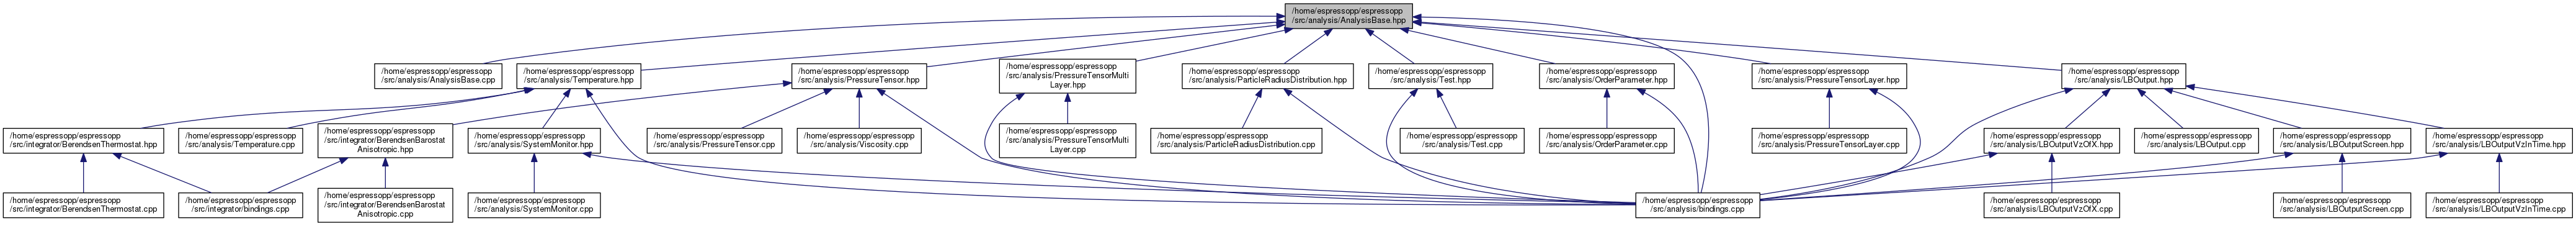 /home/espressopp/espressopp
/src/analysis/AnalysisBase.hpp
/home/espressopp/espressopp
/src/analysis/AnalysisBase.cpp
/home/espressopp/espressopp
/src/analysis/Temperature.hpp
/home/espressopp/espressopp
/src/analysis/PressureTensor.hpp
/home/espressopp/espressopp
/src/analysis/PressureTensorMulti
Layer.hpp
/home/espressopp/espressopp
/src/analysis/ParticleRadiusDistribution.hpp
/home/espressopp/espressopp
/src/analysis/Test.hpp
/home/espressopp/espressopp
/src/analysis/OrderParameter.hpp
/home/espressopp/espressopp
/src/analysis/PressureTensorLayer.hpp
/home/espressopp/espressopp
/src/analysis/LBOutput.hpp
/home/espressopp/espressopp
/src/integrator/BerendsenThermostat.hpp
/home/espressopp/espressopp
/src/analysis/Temperature.cpp
/home/espressopp/espressopp
/src/integrator/BerendsenBarostat
Anisotropic.hpp
/home/espressopp/espressopp
/src/analysis/SystemMonitor.hpp
/home/espressopp/espressopp
/src/analysis/PressureTensor.cpp
/home/espressopp/espressopp
/src/analysis/Viscosity.cpp
/home/espressopp/espressopp
/src/analysis/PressureTensorMulti
Layer.cpp
/home/espressopp/espressopp
/src/analysis/ParticleRadiusDistribution.cpp
/home/espressopp/espressopp
/src/analysis/Test.cpp
/home/espressopp/espressopp
/src/analysis/OrderParameter.cpp
/home/espressopp/espressopp
/src/analysis/PressureTensorLayer.cpp
/home/espressopp/espressopp
/src/analysis/LBOutputVzOfX.hpp
/home/espressopp/espressopp
/src/analysis/LBOutput.cpp
/home/espressopp/espressopp
/src/analysis/LBOutputScreen.hpp
/home/espressopp/espressopp
/src/analysis/LBOutputVzInTime.hpp
/home/espressopp/espressopp
/src/integrator/BerendsenThermostat.cpp
/home/espressopp/espressopp
/src/integrator/bindings.cpp
/home/espressopp/espressopp
/src/integrator/BerendsenBarostat
Anisotropic.cpp
/home/espressopp/espressopp
/src/analysis/SystemMonitor.cpp
/home/espressopp/espressopp
/src/analysis/bindings.cpp
/home/espressopp/espressopp
/src/analysis/LBOutputVzOfX.cpp
/home/espressopp/espressopp
/src/analysis/LBOutputScreen.cpp
/home/espressopp/espressopp
/src/analysis/LBOutputVzInTime.cpp